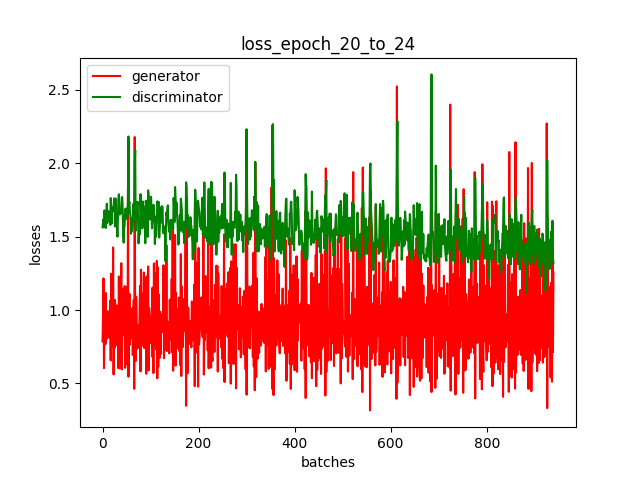 loss_epoch_20_to_24
generator
discriminator
2.5
2.0
1.5
1.0
0.5
losses
0 200 400 600 800
batches